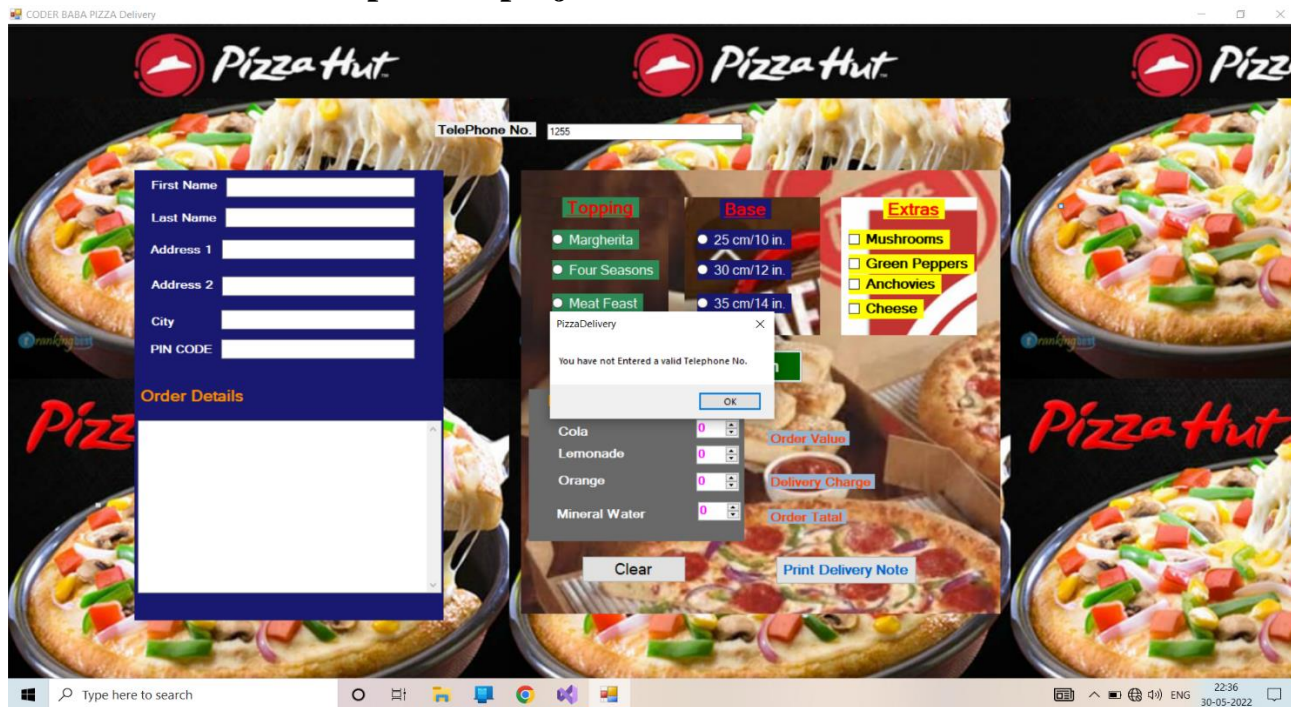 CODER BABA PIZZA Delivery
Pizza Hut
Pizza Hut
Pizz
TelePhone No. 1255
First Name
Last Name
Address 1
Address 2
City
PIN CODE
Order Details
Topping
Margherita
Four Seasons
Meat Feast
Base
25 cm/10 in.
30 cm/12 in.
35 cm/14 in.
Extras
Mushrooms
Green Peppers
Anchovies
Cheese
PizzaDelivery
You have not Entered a valid Telephone No.
OK
Cola 0
Lemonade 0
Orange 0
Mineral Water 0
Order Value
Delivery Charge
Order Tatal
Clear
Print Delivery Note
rankingbest
rankingbest
Pizz
Pizza Hut
Type here to search
ENG
22:36
30-05-2022